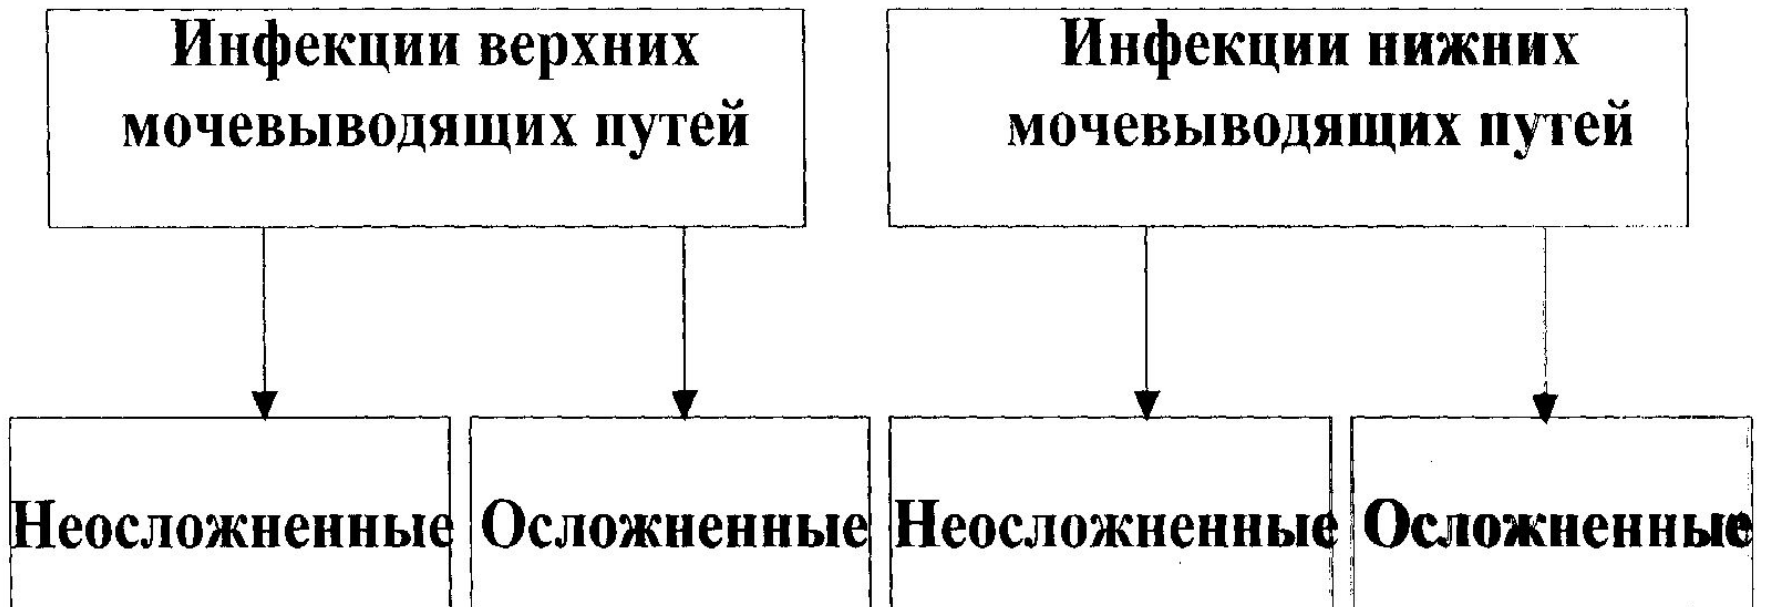 Инфекции верхних
мочевыводящих путей
Инфекции нижних
мочевыводящих путей
Неосложненные
Осложненные
Неосложненные
Осложненные